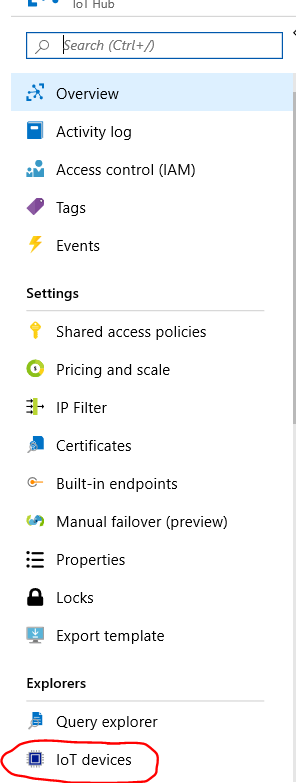 IoT Hub
Search (Ctrl+/)
Overview
Activity log
Access control (IAM)
Tags
Events
Settings
Shared access policies
Pricing and scale
IP Filter
Certificates
Built-in endpoints
Manual failover (preview)
Properties
Locks
Export template
Explorers
Query explorer
IoT devices